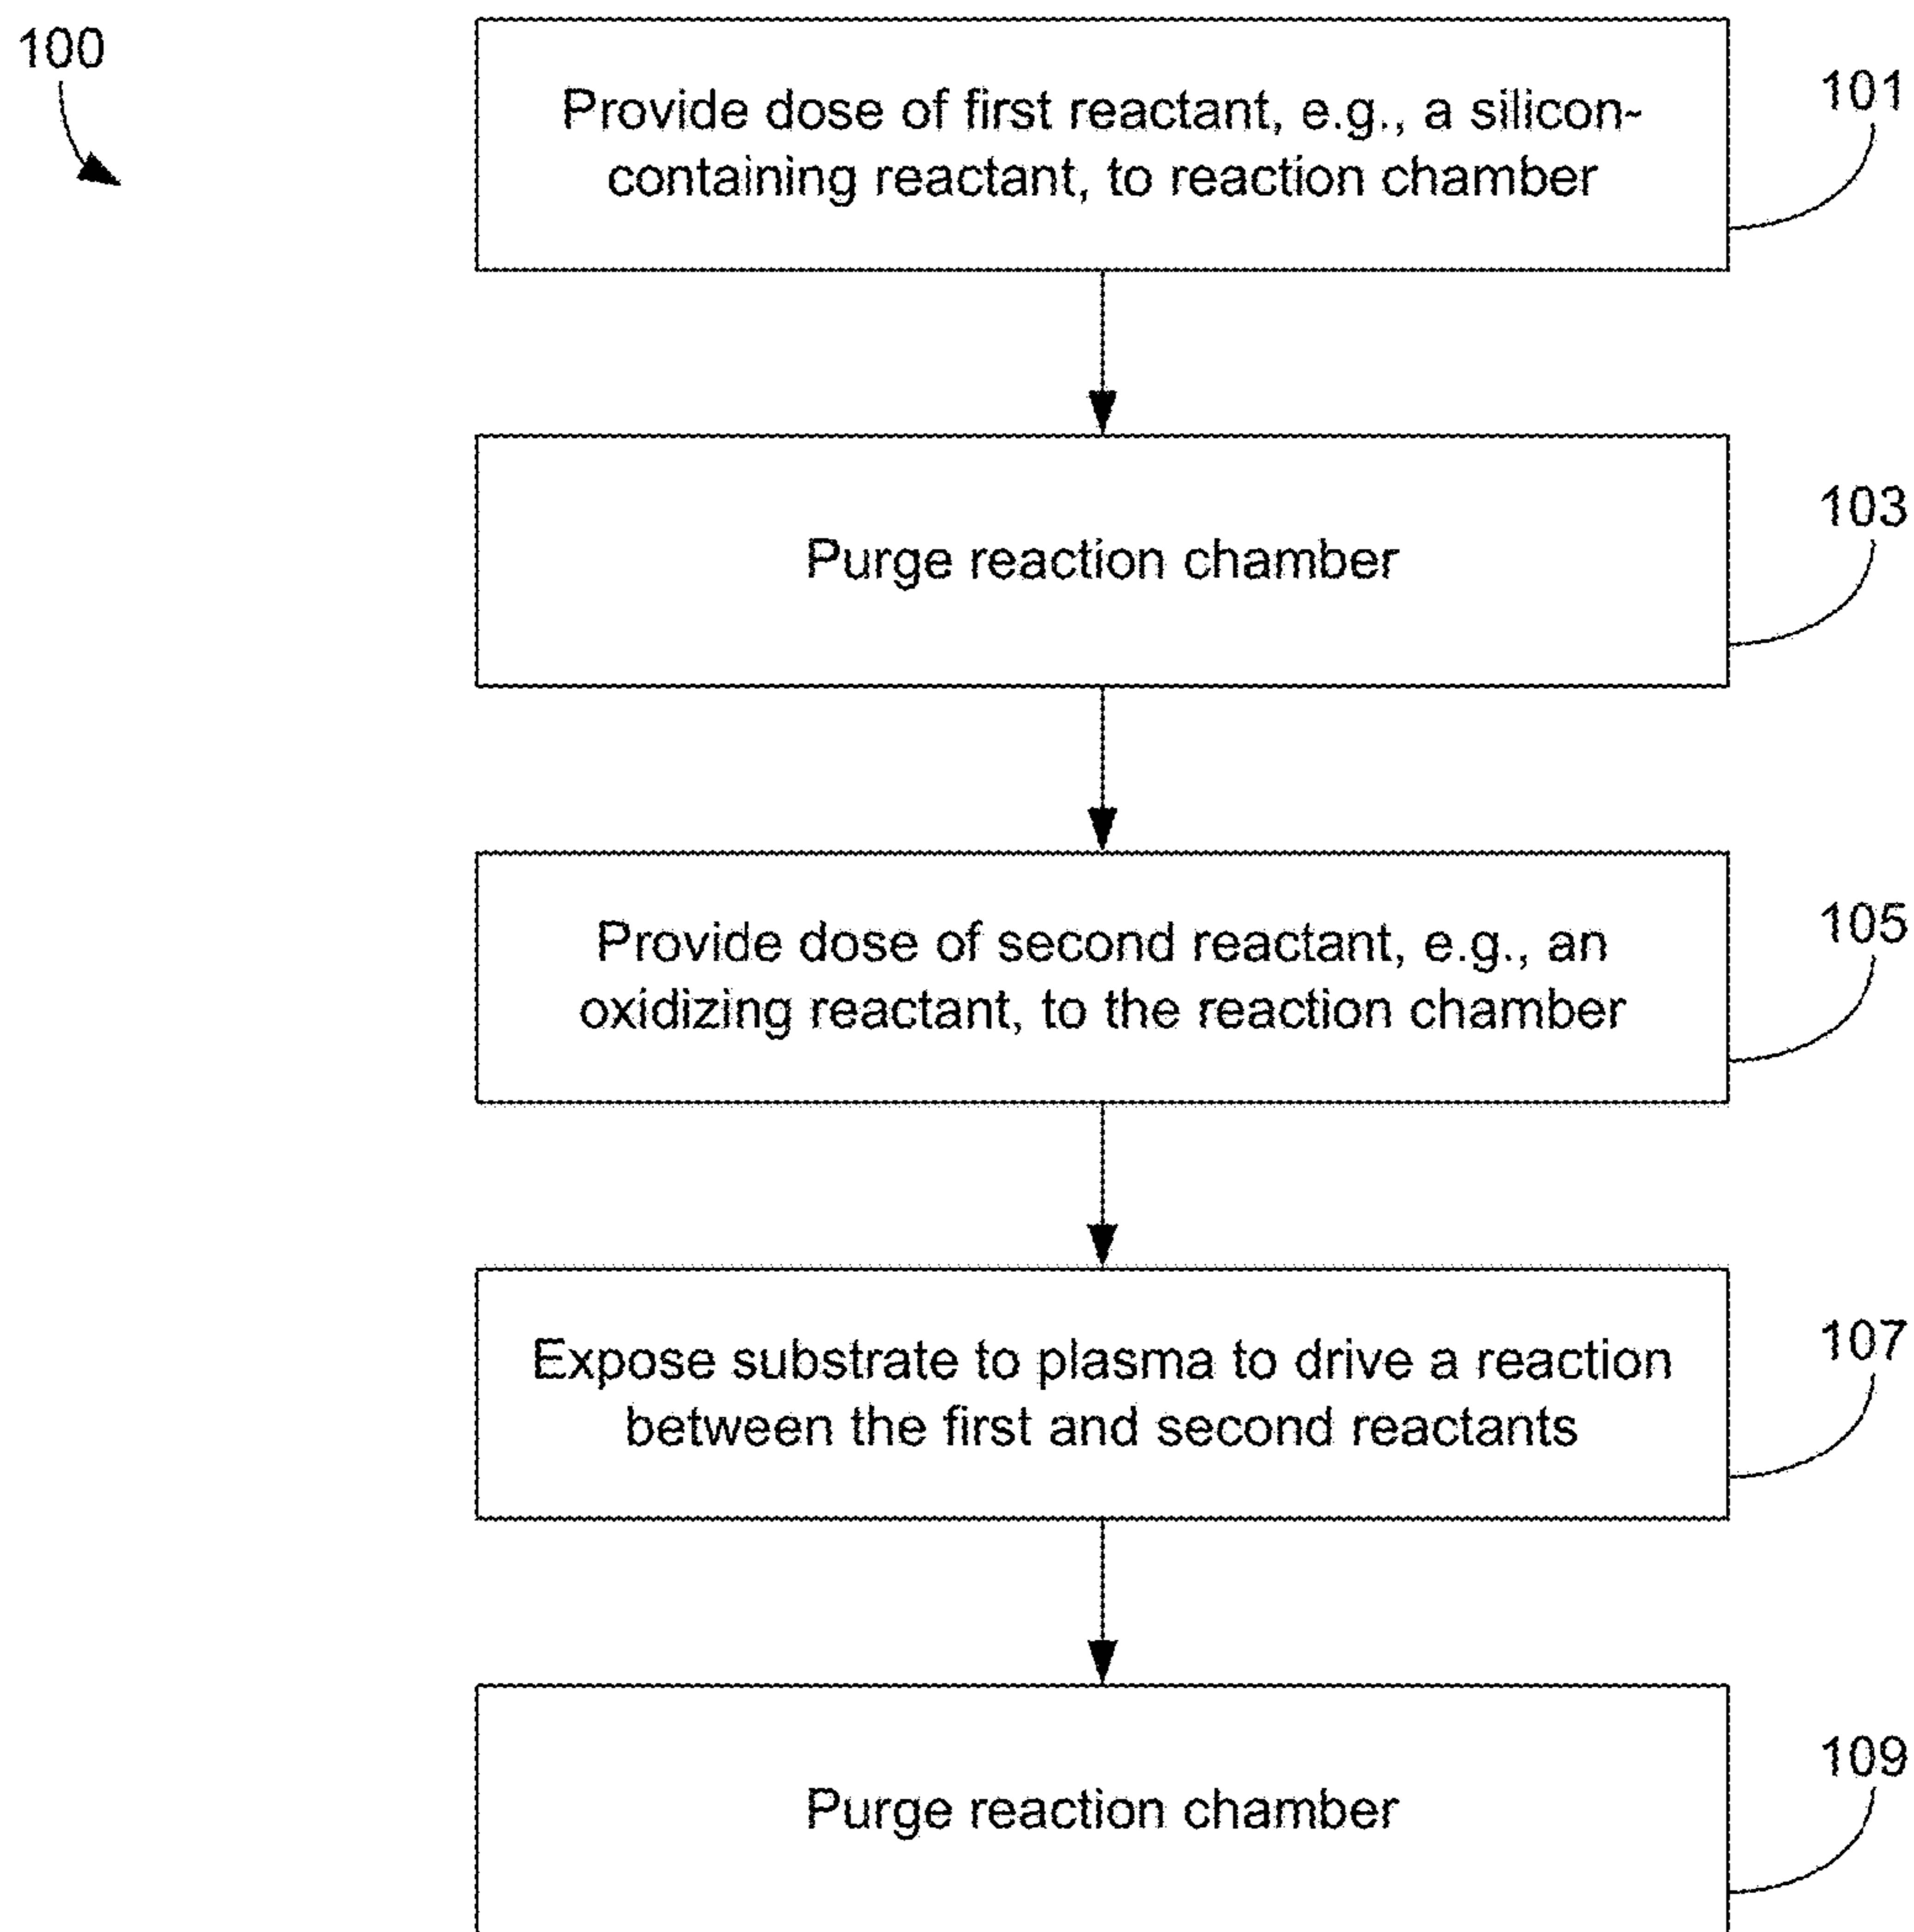 100
Provide dose of first reactant, e.g., a silicon-
containing reactant, to reaction chamber
101
Purge reaction chamber
103
Provide dose of second reactant, e.g., an
oxidizing reactant, to the reaction chamber
105
Expose substrate to plasma to drive a reaction
between the first and second reactants
107
Purge reaction chamber
109